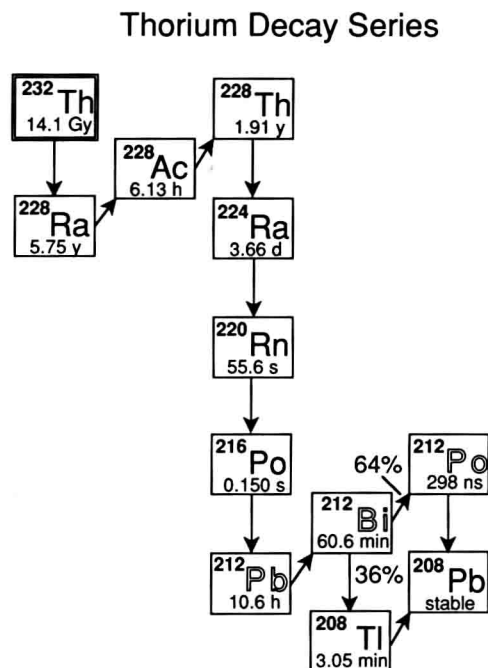 Thorium Decay Series
232Th
14.1 Gy
228Th
1.91 y
228Ac
6.13 h
228Ra
5.75 y
224Ra
3.66 d
220Rn
55.6 s
216Po
0.150 s
64%
212Po
298 ns
212Bi
60.6 min
212Pb
10.6 h
36%
208Pb
stable
208Tl
3.05 min